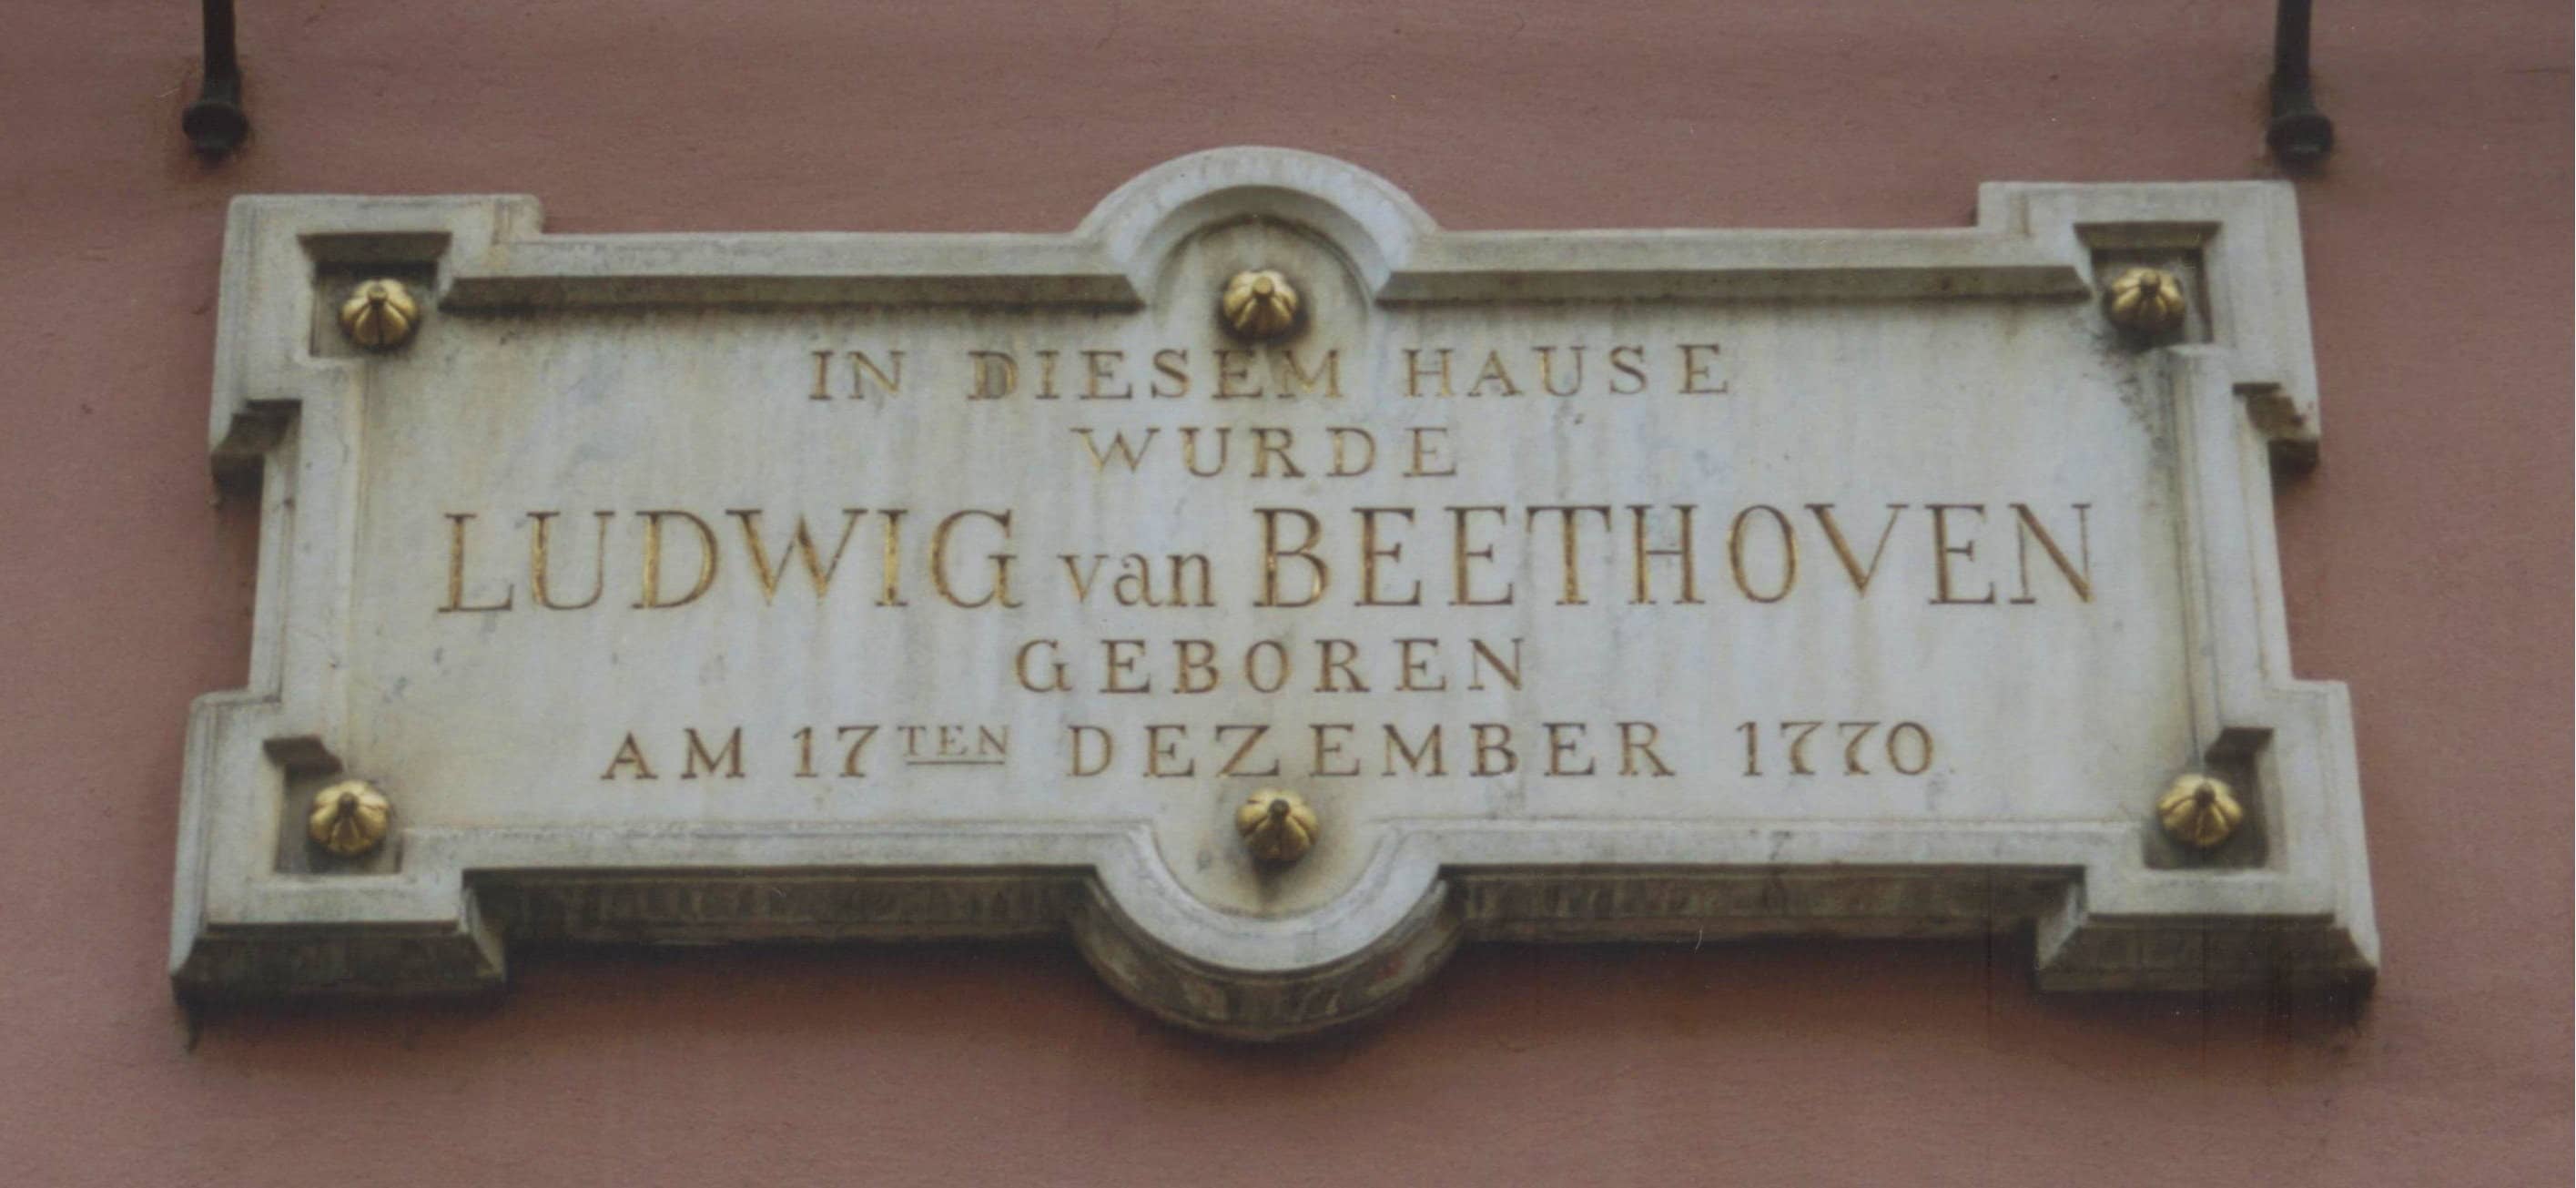 IN DIESEM HAUSE
WURDE
LUDWIG van BEETHOVEN
GEBOREN
AM 17TEN DEZEMBER 1770